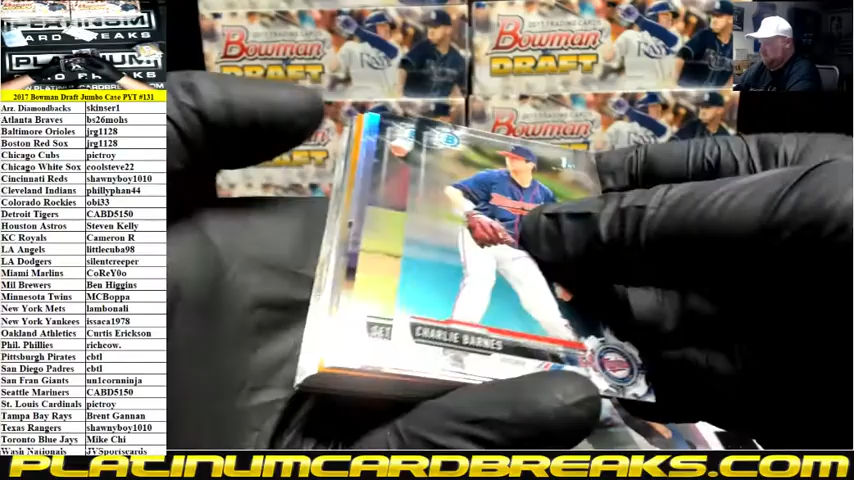 PLATINUM
CARD BREAKS
2017 Bowman Draft Jumbo Case PYT #131
Arz. Diamondbacks skinser1
Atlanta Braves bs26mohs
Baltimore Orioles jrg1128
Boston Red Sox jrg1128
Chicago Cubs pietroy
Chicago White Sox coolsteve22
Cincinnati Reds shawnyboy1010
Cleveland Indians phillyphan44
Colorado Rockies obi33
Detroit Tigers CABD5150
Houston Astros Steven Kelly
KC Royals Cameron R
LA Angels littlecuba98
LA Dodgers silentcreeper
Miami Marlins CoReY0o
Mil Brewers Ben Higgins
Minnesota Twins MCBoppa
New York Mets lambonali
New York Yankees issaca1978
Oakland Athletics Curtis Erickson
Phil. Phillies richcow.
Pittsburgh Pirates cbtl
San Diego Padres cbtl
San Fran Giants un1cornninja
Seattle Mariners CABD5150
St. Louis Cardinals pietroy
Tampa Bay Rays Brent Gannan
Texas Rangers shawnyboy1010
Toronto Blue Jays Mike Chi
Wash Nationals JVSportscards
Bowman
DRAFT
Bowman
DRAFT
Bowman
CHARLIE BARNES
PLATINUMCARDBREAKS.COM